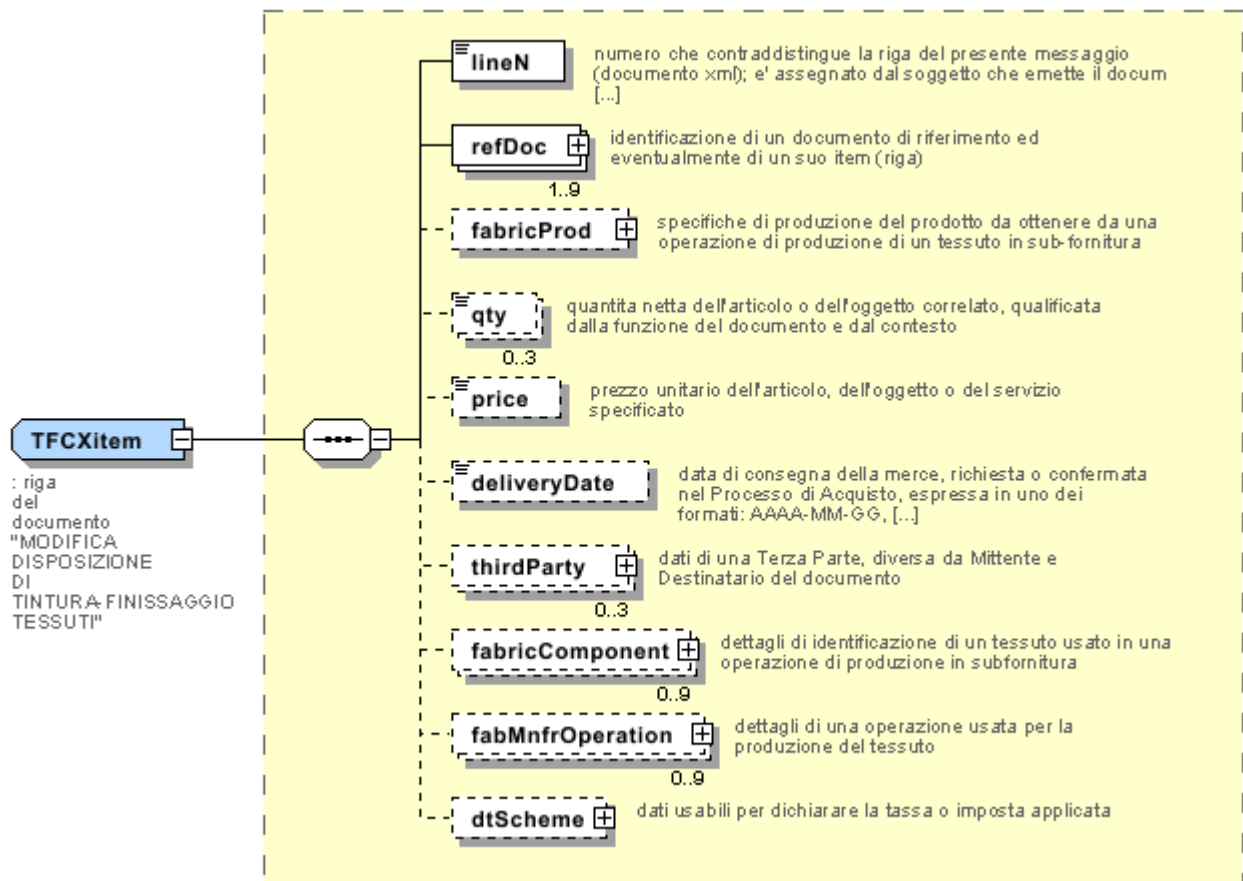 lineN
numero che contraddistingue la riga del presente messaggio
(documento xml); e' assegnato dal soggetto che emette il docum
[...]
refDoc
identificazione di un documento di riferimento ed
eventualmente di un suo item (riga)
1..9
fabricProd
specifiche di produzione del prodotto da ottenere da una
operazione di produzione di un tessuto in sub-fornitura
qty
quantita netta dell'articolo o dell'oggetto correlato, qualificata
dalla funzione del documento e dal contesto
0..3
price
prezzo unitario dell'articolo, dell'oggetto o del servizio
specificato
TFCXitem
: riga
del
documento
"MODIFICA
DISPOSIZIONE
DI
TINTURA-FINISSAGGIO
TESSUTI"
deliveryDate
data di consegna della merce, richiesta o confermata
nel Processo di Acquisto, espressa in uno dei
formati: AAAA-MM-GG, [...]
thirdParty
dati di una Terza Parte, diversa da Mittente e
Destinatario del documento
0..3
fabricComponent
dettagli di identificazione di un tessuto usato in una
operazione di produzione in subfornitura
0..9
fabMnfrOperation
dettagli di una operazione usata per la
produzione del tessuto
0..9
dtScheme
dati usabili per dichiarare la tassa o imposta applicata